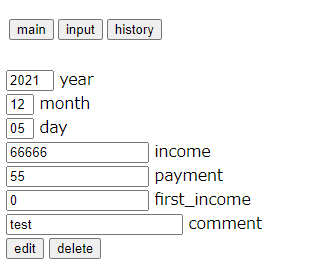 main input history
2021 year
12 month
05 day
66666 income
55 payment
0 first_income
test comment
edit delete